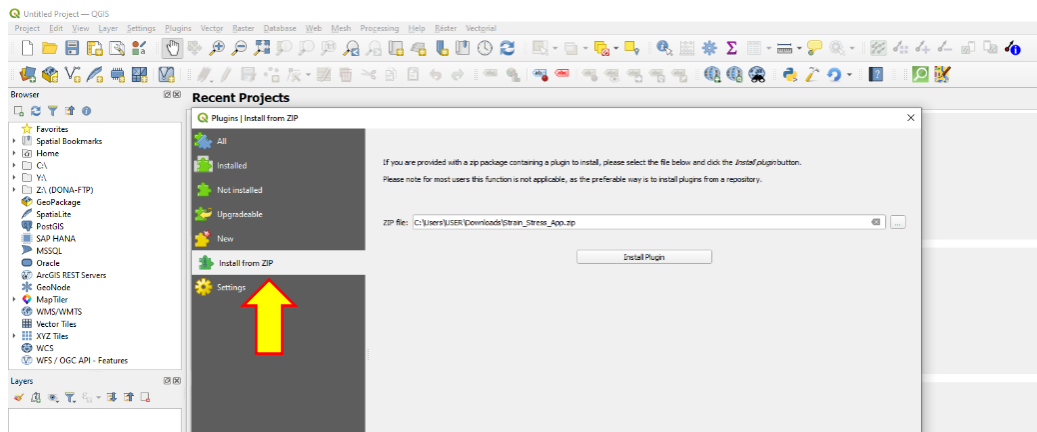 Untitled Project — QGIS
Project Edit View Layer Settings Plugins Vector Raster Database Web Mesh Processing Help Raster Vectorial
Browser
Favorites
Spatial Bookmarks
Home
C:\
Y:\
Z:\ (DONA-FTP)
GeoPackage
SpatiaLite
PostGIS
SAP HANA
MSSQL
Oracle
ArcGIS REST Servers
GeoNode
MapTiler
WMS/WMTS
Vector Tiles
XYZ Tiles
WCS
WFS / OGC API - Features
Layers
Recent Projects
Plugins | Install from ZIP
All
Installed
Not installed
Upgradeable
New
Install from ZIP
Settings
If you are provided with a zip package containing a plugin to install, please select the file below and click the Install plugin button.
Please note for most users this function is not applicable, as the preferable way is to install plugins from a repository.
ZIP file: C:\Users\USER\Downloads\Strain_Stress_App.zip
...
Install Plugin